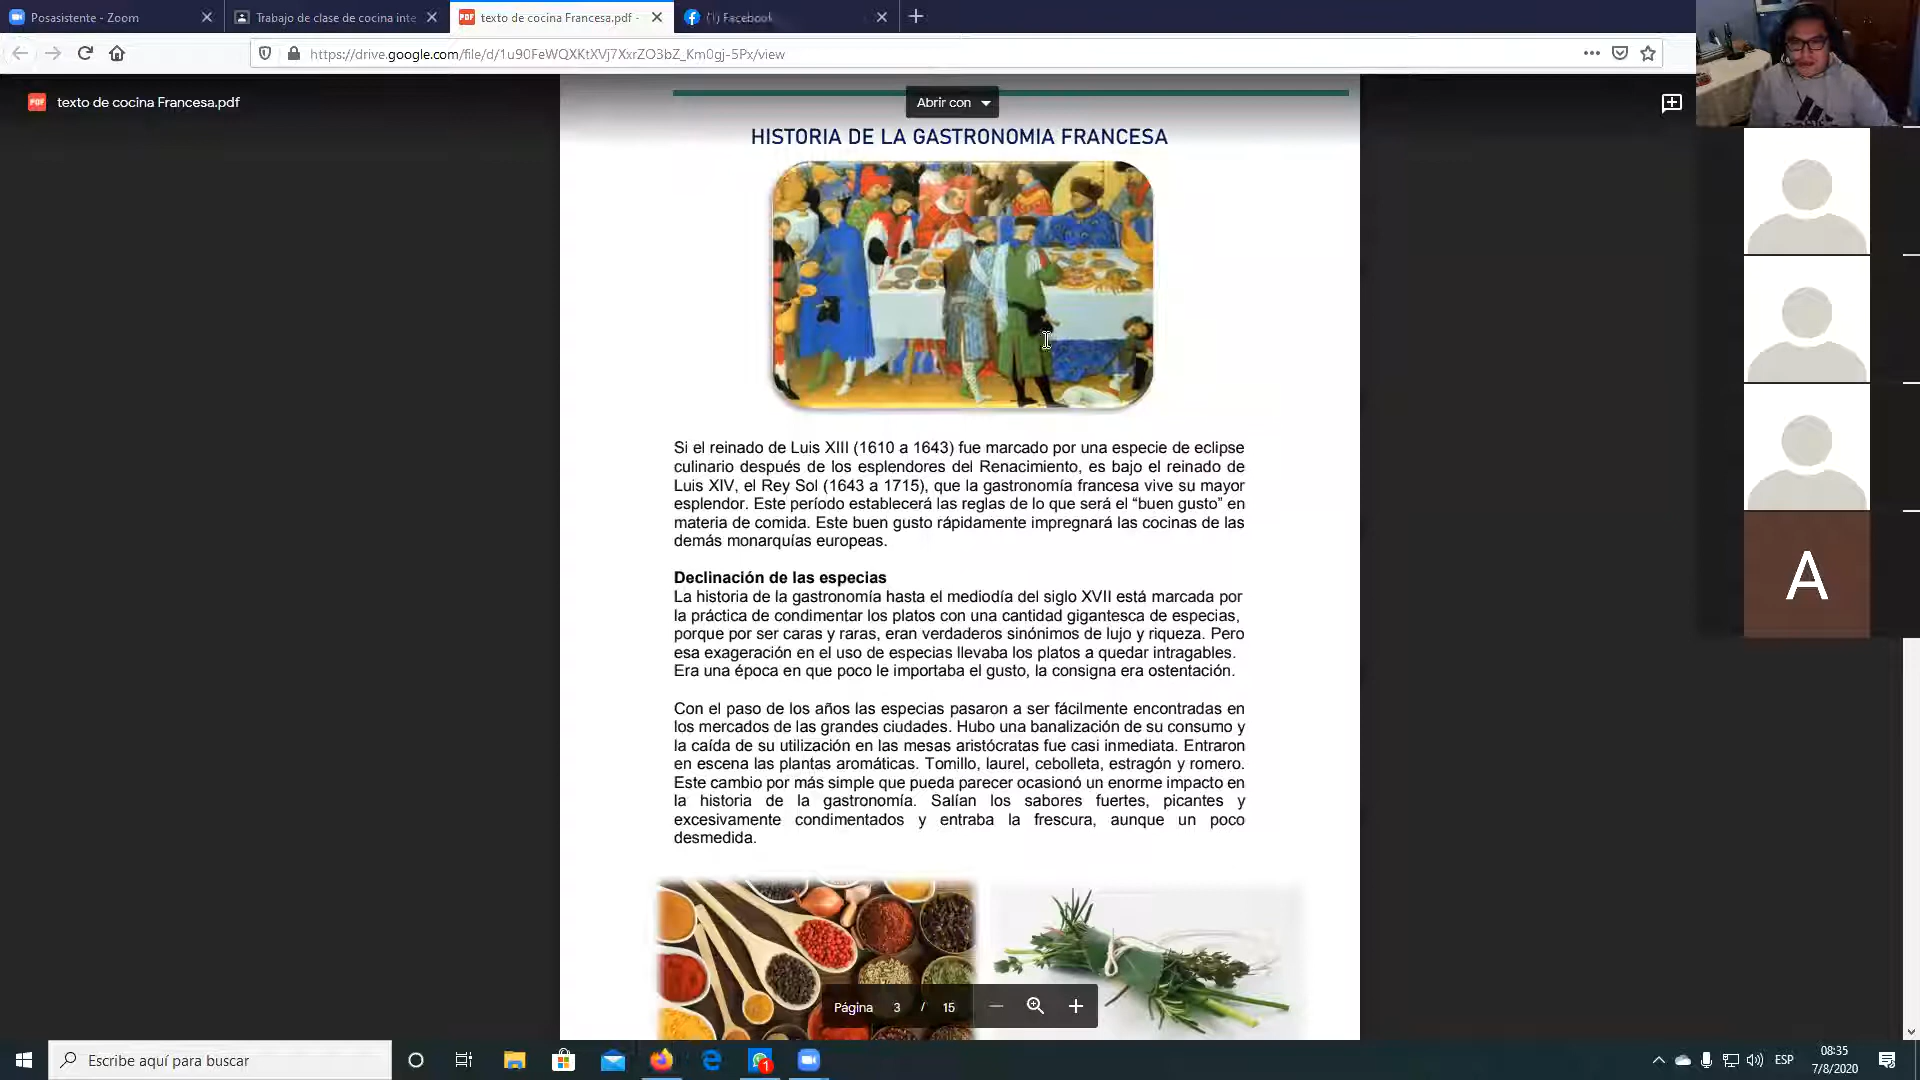 Posasistente - Zoom
Trabajo de clase de cocina inte
texto de cocina Francesa.pdf -
(1) Facebook
https://drive.google.com/file/d/1u90FeWQXKtXVj7XxrZO3bZ_Km0gj-5Px/view
PDF texto de cocina Francesa.pdf
Abrir con
HISTORIA DE LA GASTRONOMIA FRANCESA
Si el reinado de Luis XIII (1610 a 1643) fue marcado por una especie de eclipse
culinario después de los esplendores del Renacimiento, es bajo el reinado de
Luis XIV, el Rey Sol (1643 a 1715), que la gastronomía francesa vive su mayor
esplendor. Este período establecerá las reglas de lo que será el “buen gusto” en
materia de comida. Este buen gusto rápidamente impregnará las cocinas de las
demás monarquías europeas.
Declinación de las especias
La historia de la gastronomía hasta el mediodía del siglo XVII está marcada por
la práctica de condimentar los platos con una cantidad gigantesca de especias,
porque por ser caras y raras, eran verdaderos sinónimos de lujo y riqueza. Pero
esa exageración en el uso de especias llevaba los platos a quedar intragables.
Era una época en que poco le importaba el gusto, la consigna era ostentación.
Con el paso de los años las especias pasaron a ser fácilmente encontradas en
los mercados de las grandes ciudades. Hubo una banalización de su consumo y
la caída de su utilización en las mesas aristócratas fue casi inmediata. Entraron
en escena las plantas aromáticas. Tomillo, laurel, cebolleta, estragón y romero.
Este cambio por más simple que pueda parecer ocasionó un enorme impacto en
la historia de la gastronomía. Salían los sabores fuertes, picantes y
excesivamente condimentados y entraba la frescura, aunque un poco
desmedida.
A
Página 3 / 15
Escribe aquí para buscar
1
ESP
08:35
7/8/2020